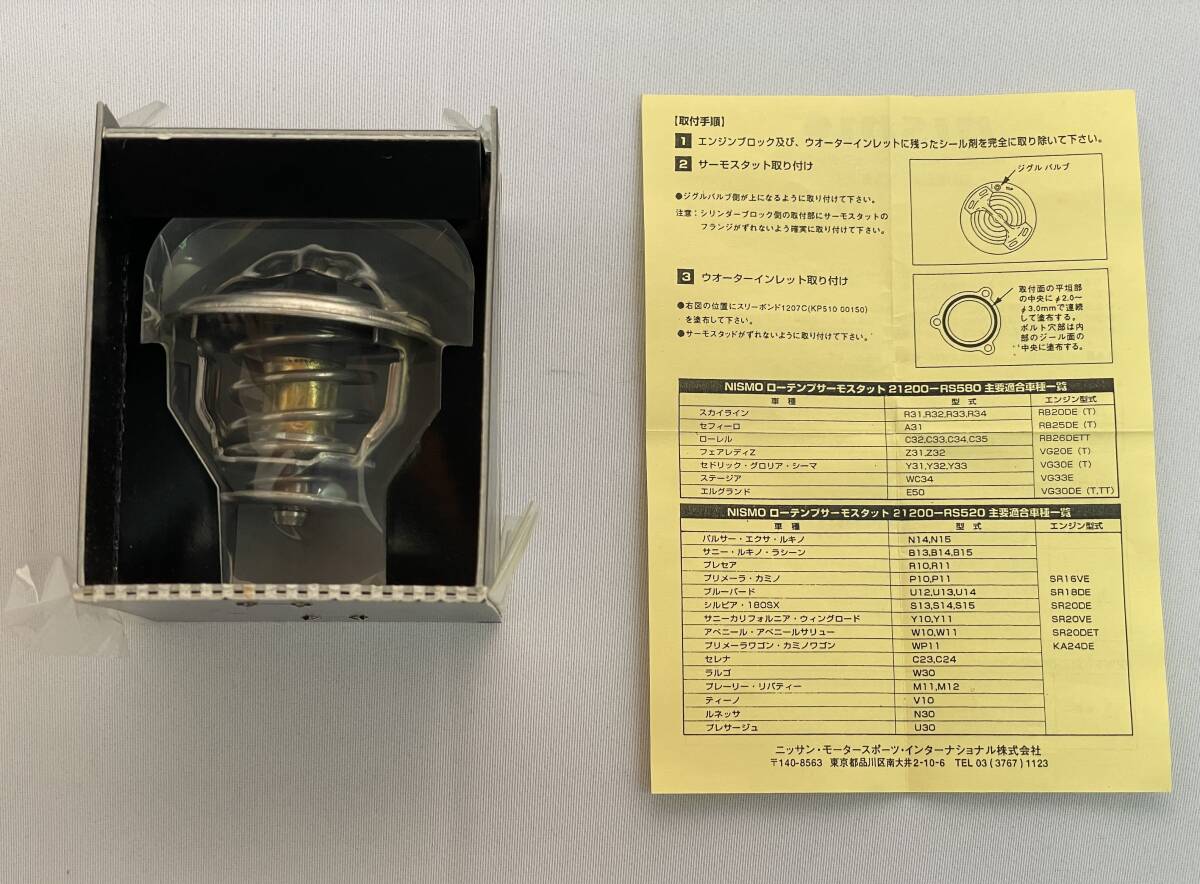 【取付手順】
1 エンジンブロック及び、ウオーターインレットに残ったシール剤を完全に取り除いて下さい。
2 サーモスタット取り付け
●ジグルバルブ側が上になるように取り付けて下さい。
注意：シリンダーブロック側の取付部にサーモスタットの
フランジがずれないよう確実に取り付けて下さい。
ジグルバルブ
3 ウオーターインレット取り付け
●右図の位置にスリーボンド1207C(KP510 00150)
を塗布して下さい。
●サーモスタッドがずれないように取り付けて下さい。
取付面の平坦部
の中央にφ2.0〜
φ3.0mmで連続
して塗布する。
ボルト穴部は内
部のジール面の
中央に塗布する。
NISMO ローテンプサーモスタット 21200−RS580 主要適合車種一覧
車種 型式 エンジン型式
スカイライン R31,R32,R33,R34 RB20DE (T)
セフィーロ A31 RB25DE (T)
ローレル C32,C33,C34,C35 RB26DETT
フェアレディZ Z31,Z32 VG20E (T)
セドリック・グロリア・シーマ Y31,Y32,Y33 VG30E (T)
ステージア WC34 VG33E
エルグランド E50 VG30DE (T,TT)
NISMO ローテンプサーモスタット 21200−RS520 主要適合車種一覧
車種 型式 エンジン型式
パルサー・エクサ・ルキノ N14,N15
サニー・ルキノ・ラシーン B13,B14,B15
プレセア R10,R11
プリメーラ・カミノ P10,P11 SR16VE
ブルーバード U12,U13,U14 SR18DE
シルビア・180SX S13,S14,S15 SR20DE
サニーカリフォルニア・ウィングロード Y10,Y11 SR20VE
アベニール・アベニールサリュー W10,W11 SR20DET
プリメーラワゴン・カミノワゴン WP11 KA24DE
セレナ C23,C24
ラルゴ W30
プレーリー・リバティー M11,M12
ティーノ V10
ルネッサ N30
プレサージュ U30
ニッサン・モータースポーツ・インターナショナル株式会社
〒140-8563 東京都品川区南大井2-10-6 TEL 03 (3767) 1123